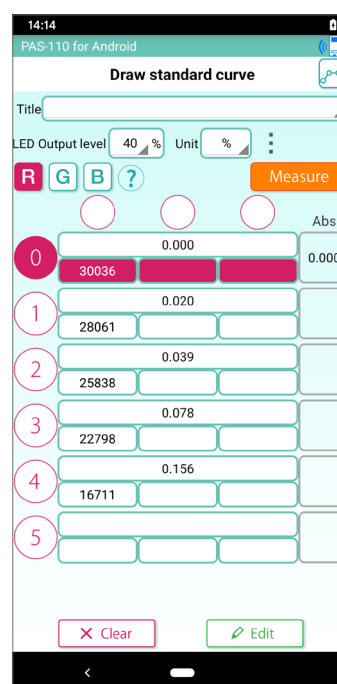 14:14
PAS-110 for Android
Draw standard curve
Title
LED Output level 40 % Unit %
R G B ? Measure
Abs
0 0.000 0.000
30036
1 0.020
28061
2 0.039
25838
3 0.078
22798
4 0.156
16711
5
Clear Edit